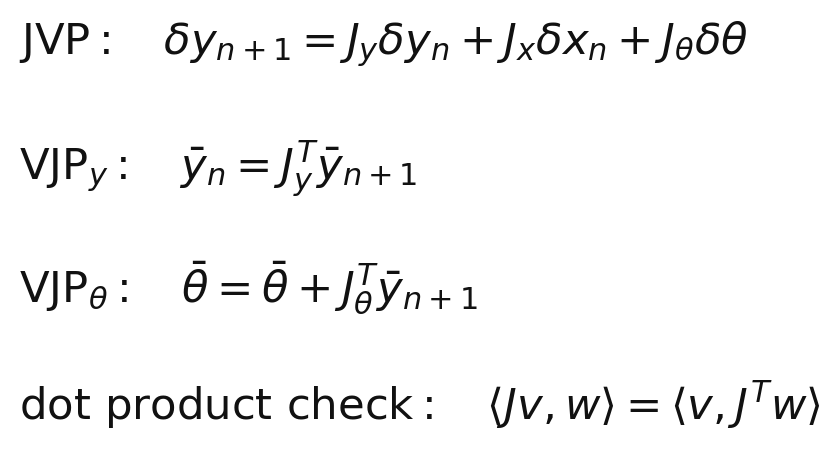 JVP : δy_{n+1} = J_y δy_n + J_x δx_n + J_θ δθ
VJP_y : ȳ_n = J_y^T ȳ_{n+1}
VJP_θ : θ̄ = θ̄ + J_θ^T ȳ_{n+1}
dot product check : ⟨Jv, w⟩ = ⟨v, J^T w⟩